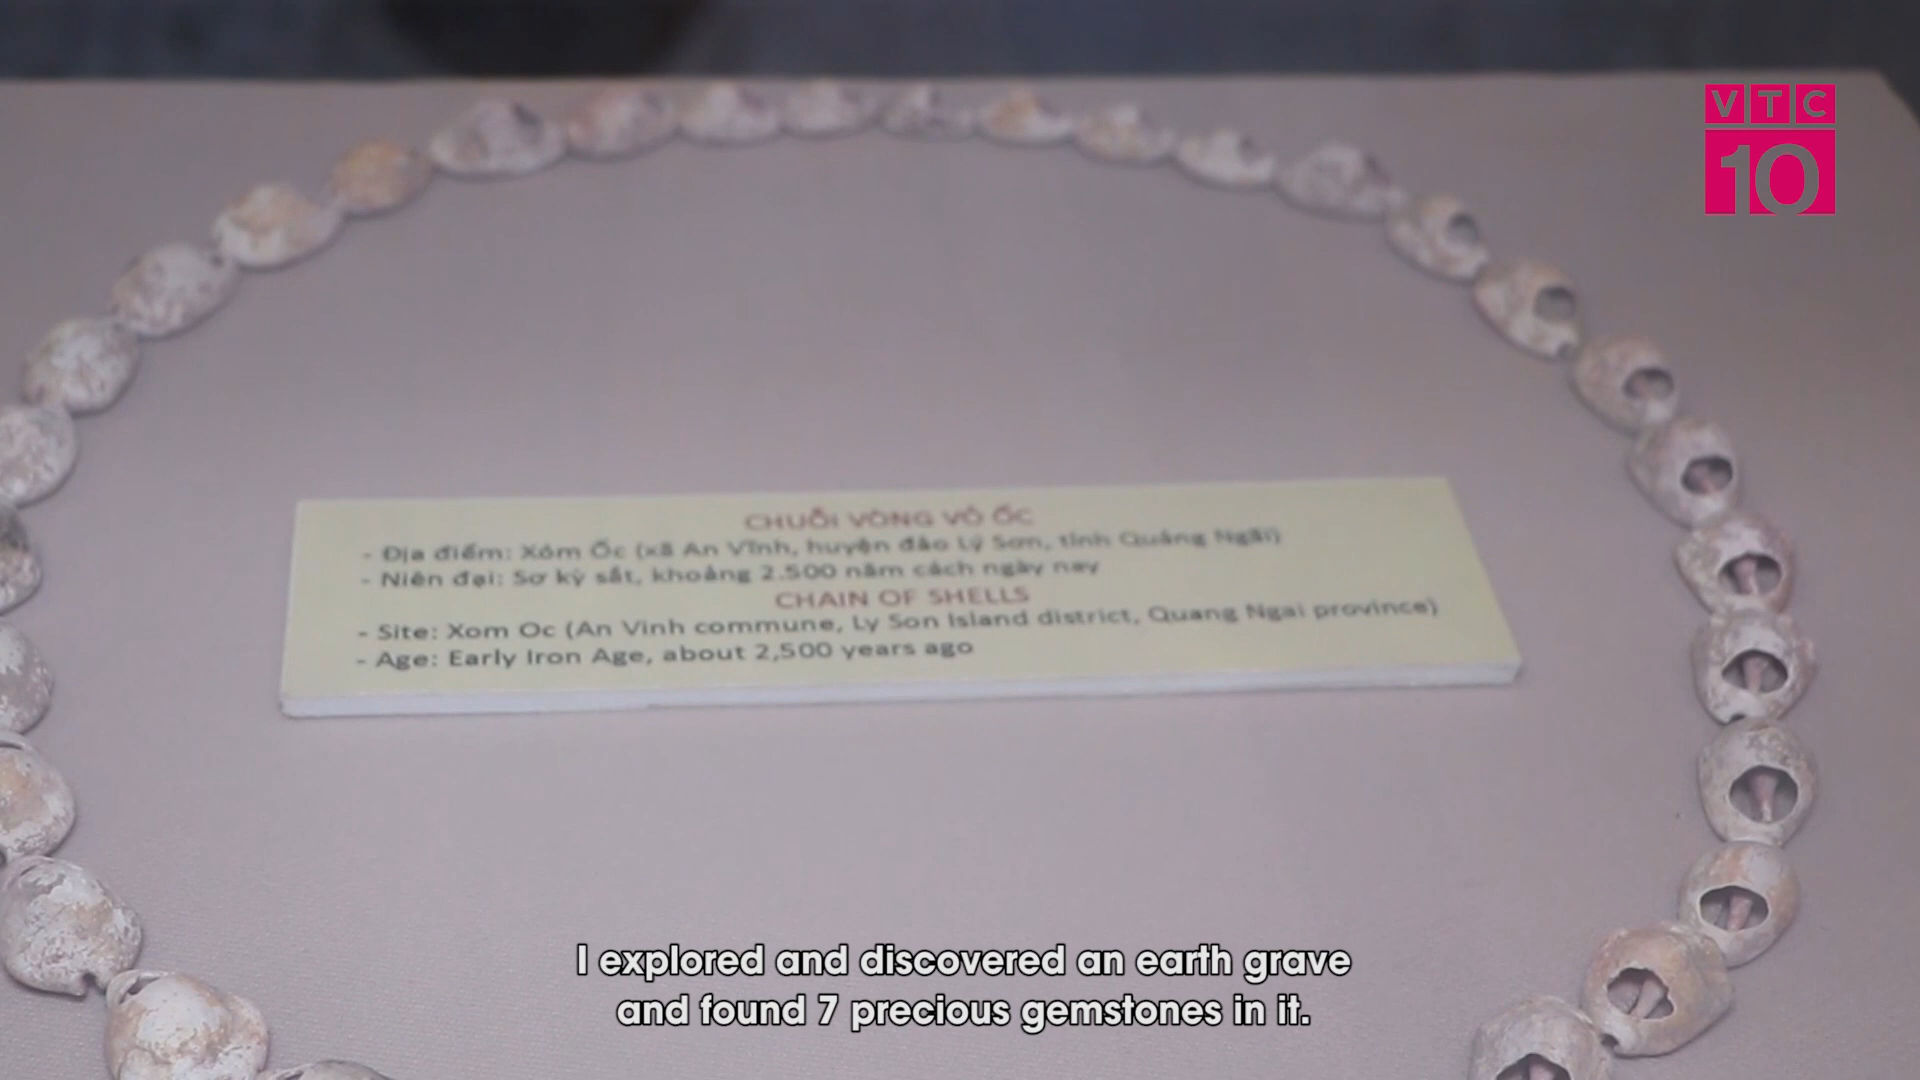 VTC
10
CHUỖI VÒNG VỎ ỐC
- Địa điểm: Xóm Ốc (xã An Vĩnh, huyện đảo Lý Sơn, tỉnh Quảng Ngãi)
- Niên đại: Sơ kỳ sắt, khoảng 2.500 năm cách ngày nay
CHAIN OF SHELLS
- Site: Xom Oc (An Vinh commune, Ly Son Island district, Quang Ngai province)
- Age: Early Iron Age, about 2,500 years ago
I explored and discovered an earth grave
and found 7 precious gemstones in it.